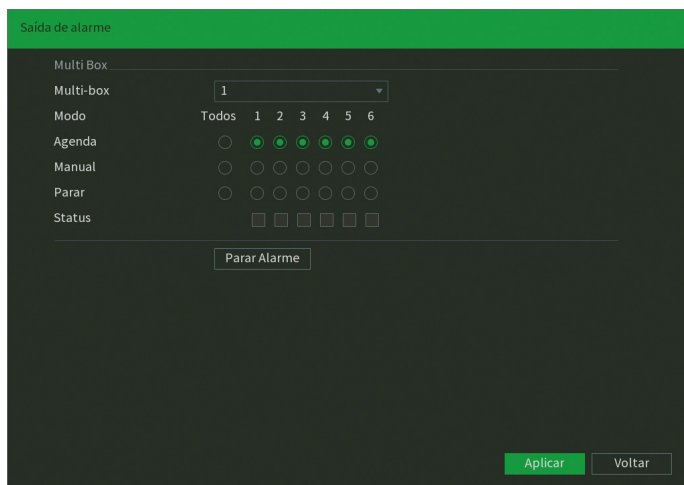 Saída de alarme
Multi Box
Multi-box 1
Modo Todos 1 2 3 4 5 6
Agenda
Manual
Parar
Status
Parar Alarme
Aplicar Voltar